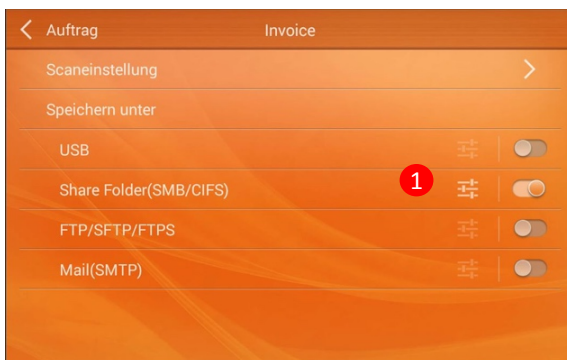 Auftrag Invoice
Scaneinstellung
Speichern unter
USB
Share Folder(SMB/CIFS) 1
FTP/SFTP/FTPS
Mail(SMTP)